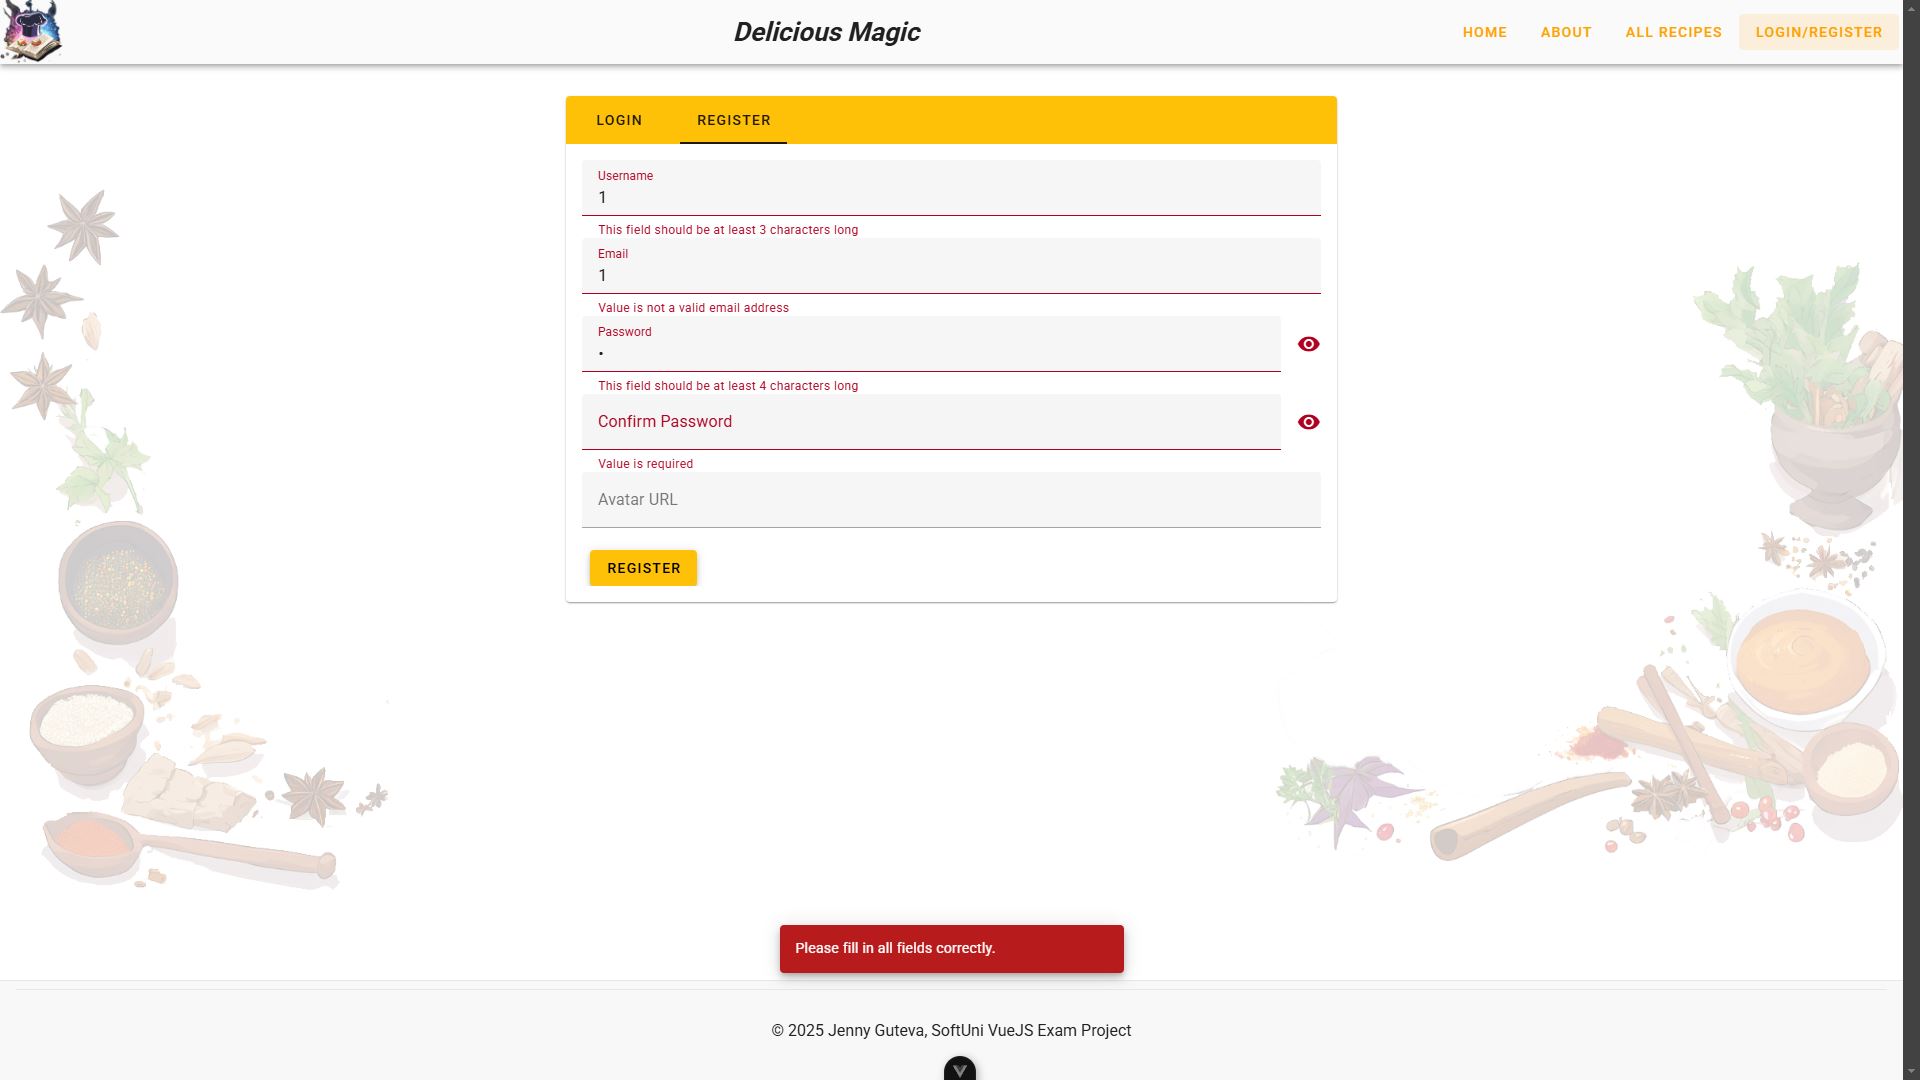 Delicious Magic
HOME
ABOUT
ALL RECIPES
LOGIN/REGISTER
LOGIN
REGISTER
Username
1
This field should be at least 3 characters long
Email
1
Value is not a valid email address
Password
This field should be at least 4 characters long
Confirm Password
Value is required
Avatar URL
REGISTER
Please fill in all fields correctly.
© 2025 Jenny Guteva, SoftUni VueJS Exam Project